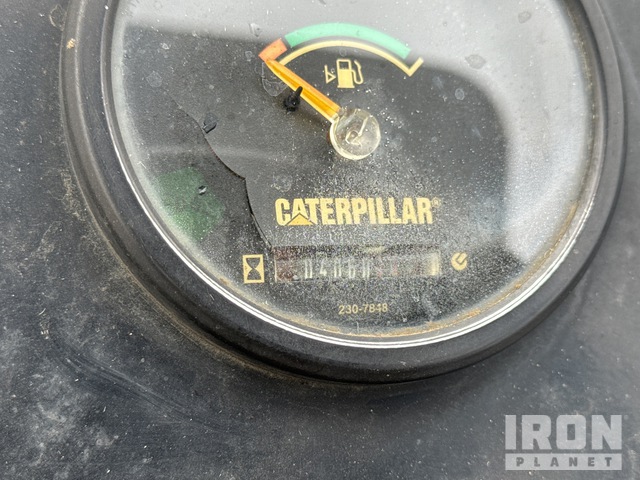 CATERPILLAR®
230-7848
IRON
PLANET